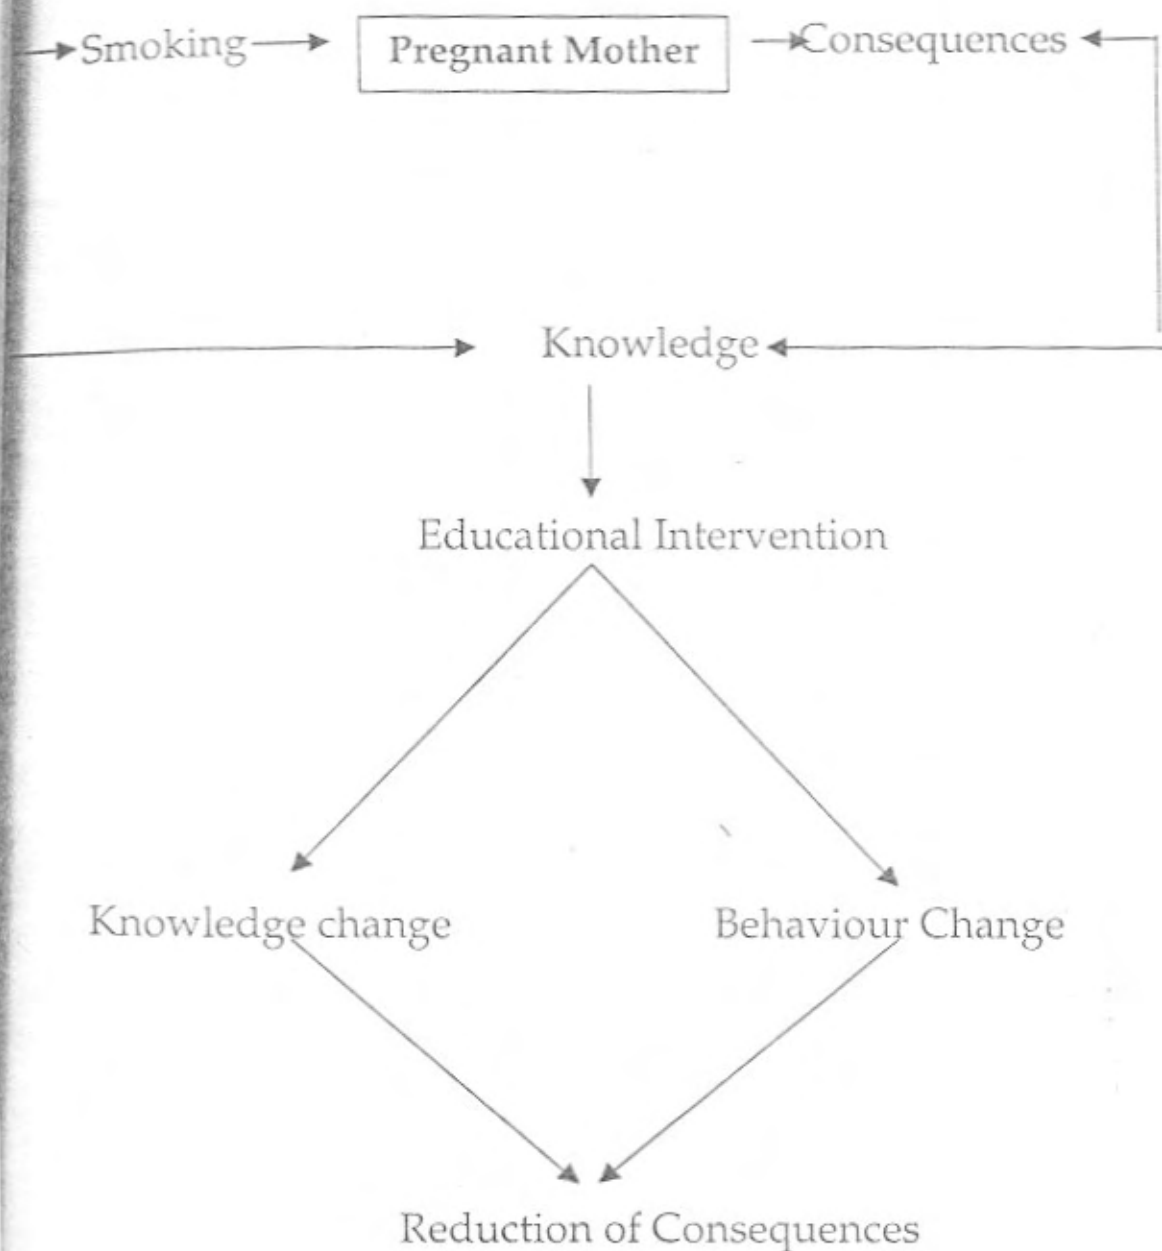 Smoking Pregnant Mother Consequences
Knowledge
Educational Intervention
Knowledge change Behaviour Change
Reduction of Consequences